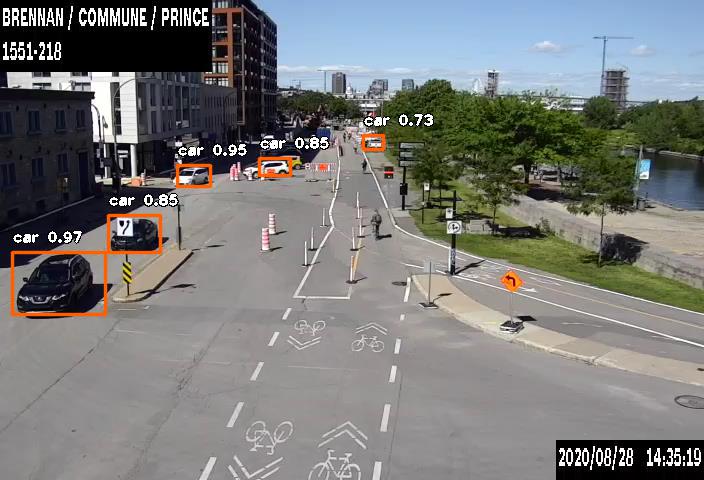 BRENNAN / COMMUNE / PRINCE
1551-218
car 0.73
car 0.95
car 0.85
car 0.85
car 0.97
2020/08/28 14:35:19